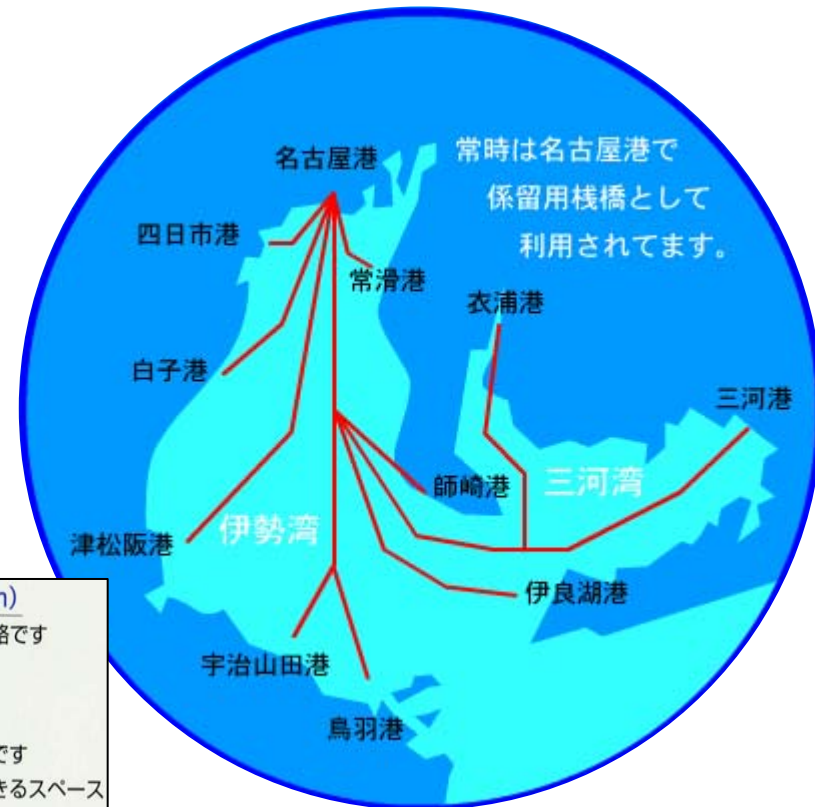 名古屋港
常時は名古屋港で
係留用桟橋として
利用されてます。
四日市港
常滑港
衣浦港
白子港
三河港
師崎港
三河湾
伊勢湾
津松阪港
伊良湖港
宇治山田港
鳥羽港
です
きるスペース